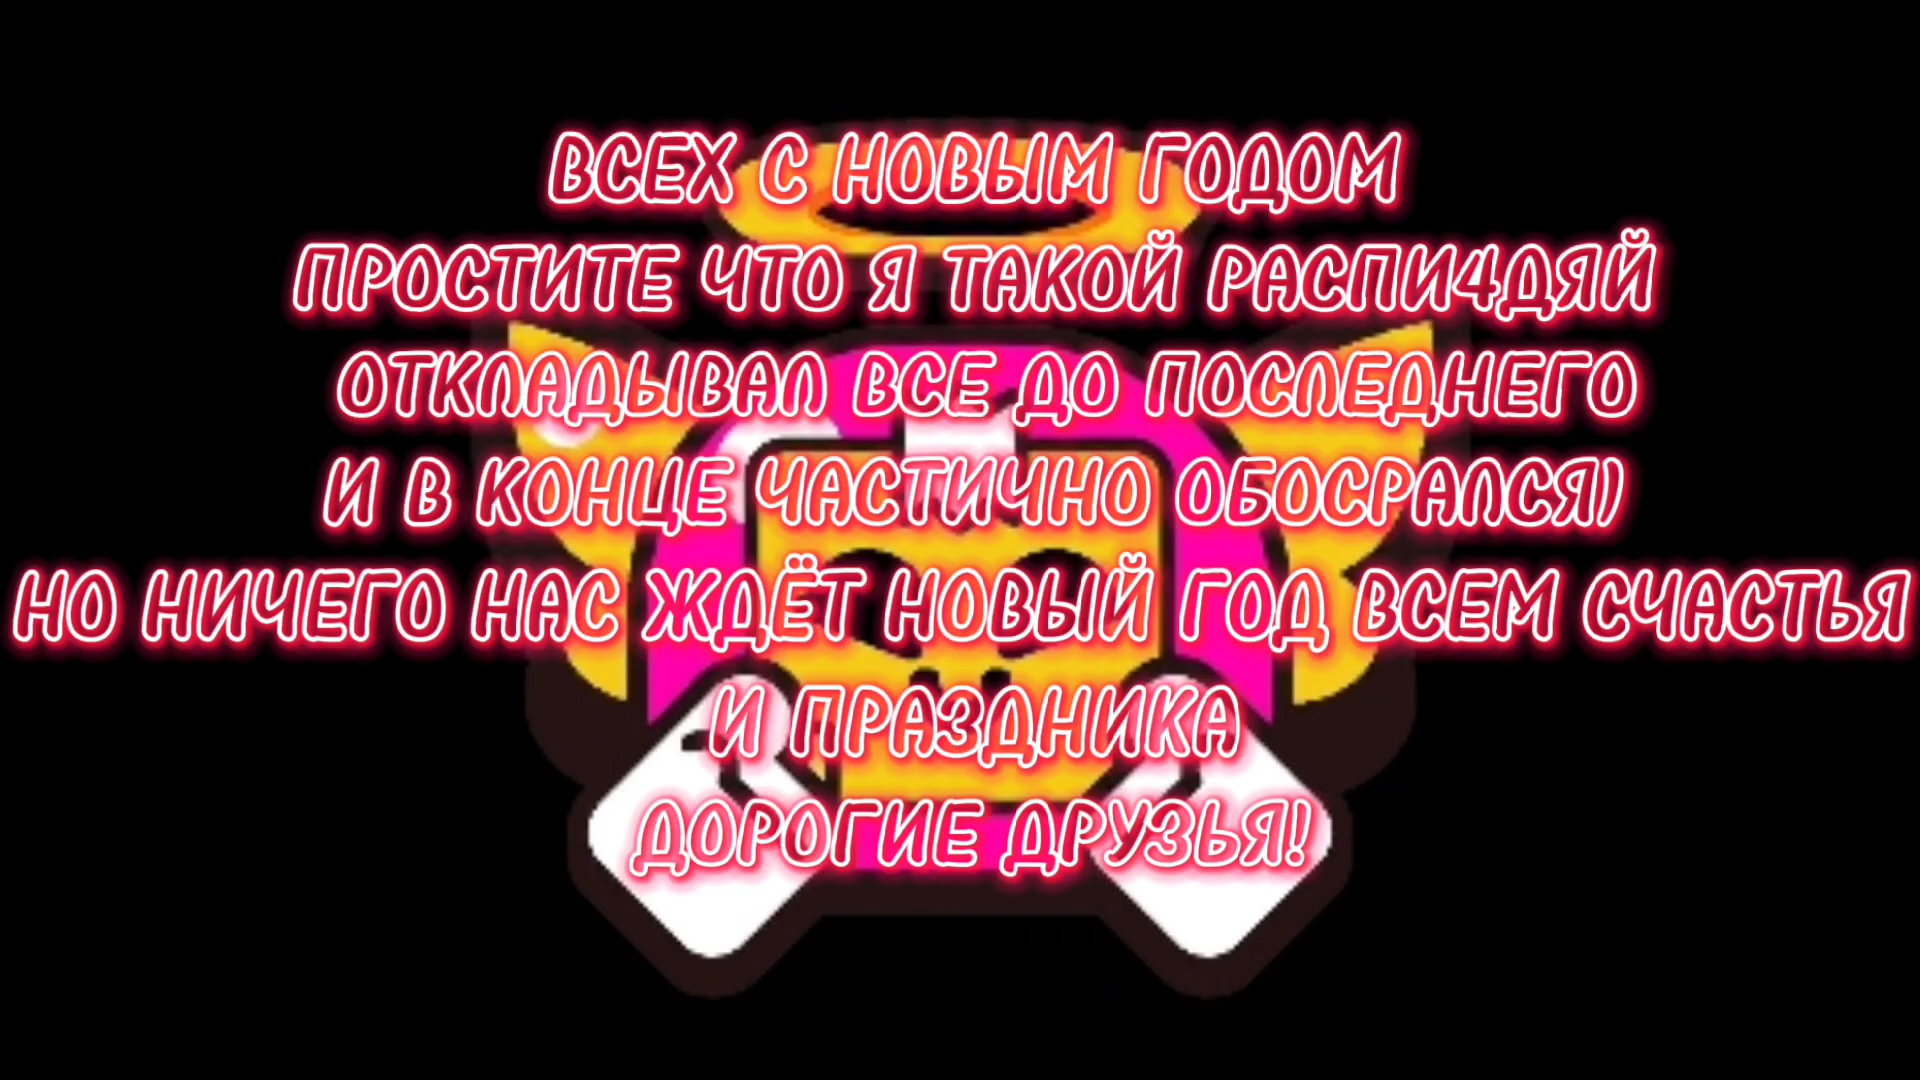 ВСЕХ С НОВЫМ ГОДОМ
ПРОСТИТЕ ЧТО Я ТАКОЙ РАСПИ4ДЯЙ
ОТКЛАДЫВАЛ ВСЕ ДО ПОСЛЕДНЕГО
И В КОНЦЕ ЧАСТИЧНО ОБОСРАЛСЯ)
НО НИЧЕГО НАС ЖДЁТ НОВЫЙ ГОД ВСЕМ СЧАСТЬЯ
И ПРАЗДНИКА
ДОРОГИЕ ДРУЗЬЯ!